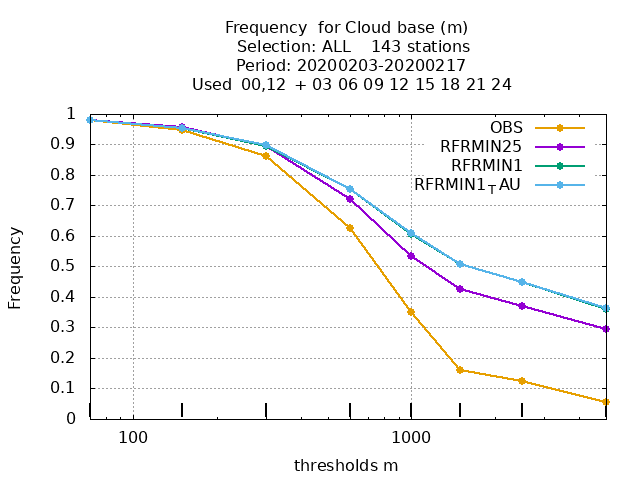 Frequency  for Cloud base (m)
Selection: ALL    143 stations
Period: 20200203-20200217
Used  00,12  + 03 06 09 12 15 18 21 24
1
0.9
0.8
0.7
0.6
0.5
0.4
0.3
0.2
0.1
0
Frequency
OBS
RFRMIN25
RFRMIN1
RFRMIN1TAU
100
1000
thresholds m